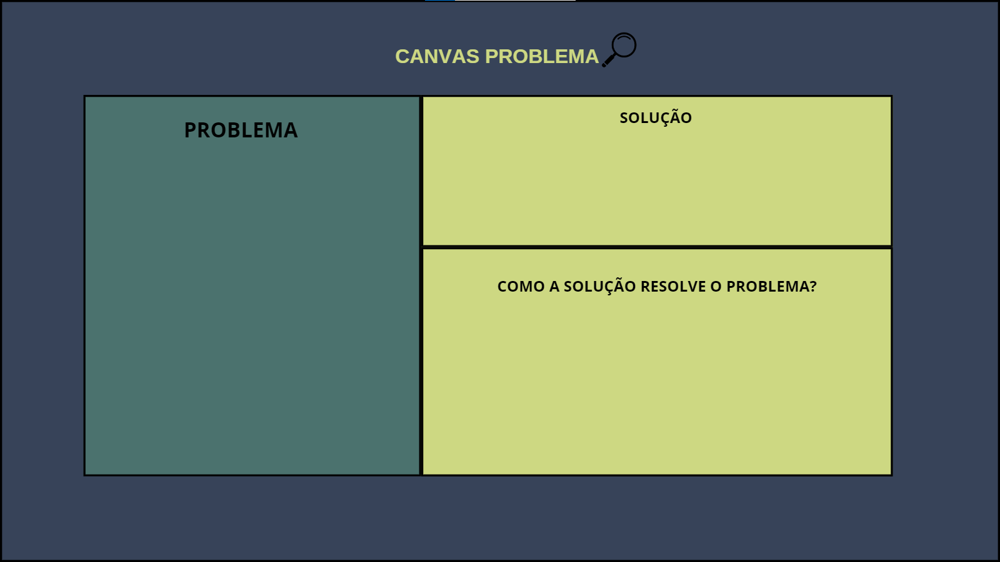 CANVAS PROBLEMA
PROBLEMA
SOLUÇÃO
COMO A SOLUÇÃO RESOLVE O PROBLEMA?